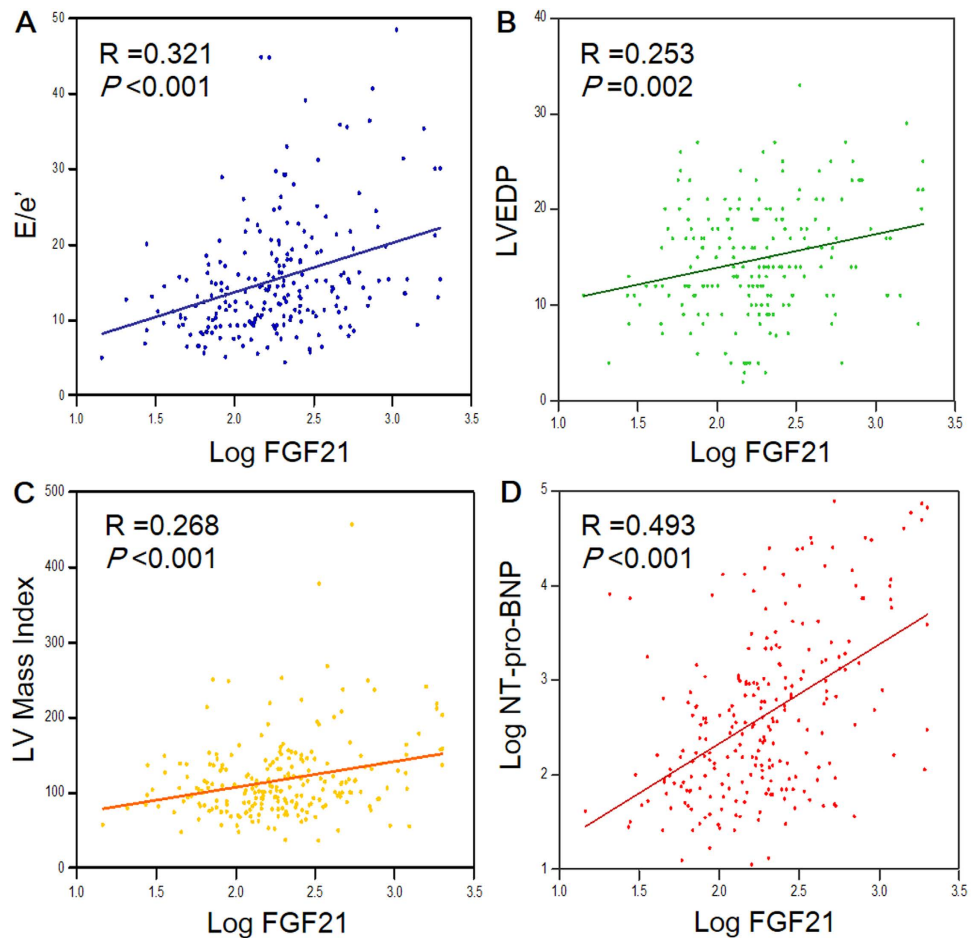 A
R =0.321
P <0.001
E/e'
50
40
30
20
10
0
1.0 1.5 2.0 2.5 3.0 3.5
Log FGF21
B
R =0.253
P =0.002
LVEDP
40
30
20
10
0
1.0 1.5 2.0 2.5 3.0 3.5
Log FGF21
C
R =0.268
P <0.001
LV Mass Index
500
400
300
200
100
0
1.0 1.5 2.0 2.5 3.0 3.5
Log FGF21
D
R =0.493
P <0.001
Log NT-pro-BNP
5
4
3
2
1
1.0 1.5 2.0 2.5 3.0 3.5
Log FGF21